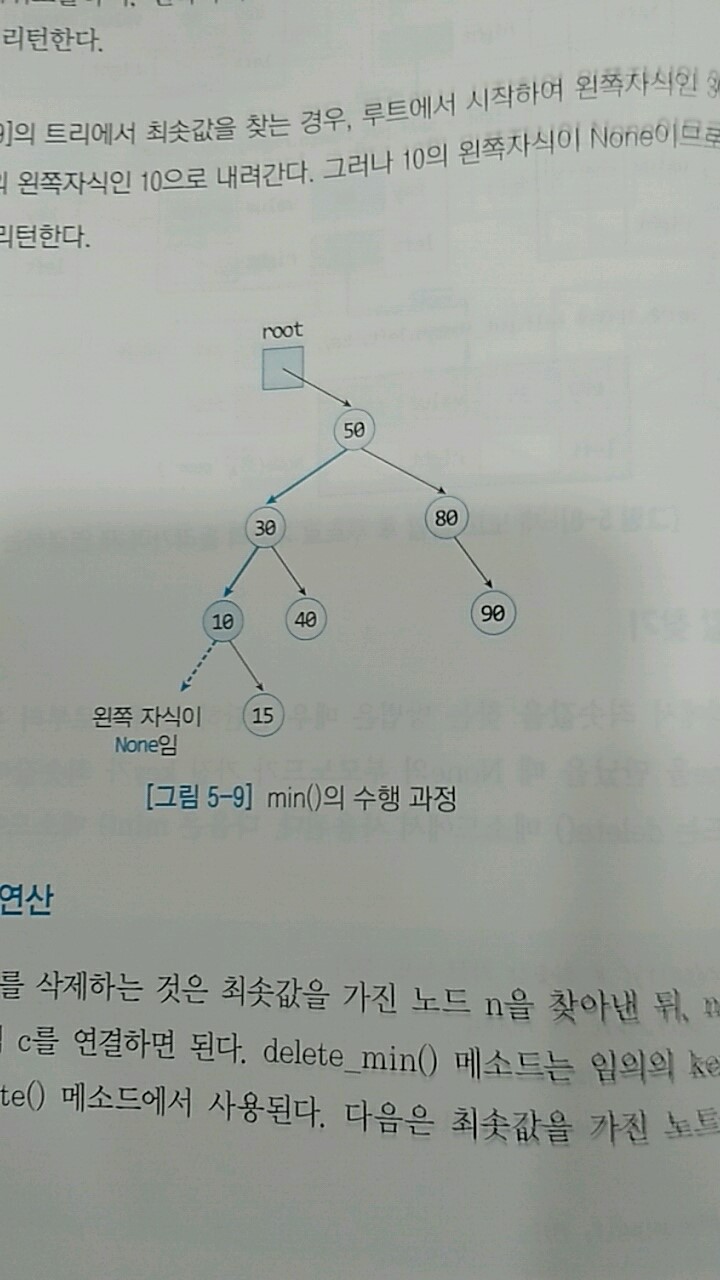 리턴한다.
9]의 트리에서 최솟값을 찾는 경우, 루트에서 시작하여 왼쪽자식인
왼쪽자식인 10으로 내려간다. 그러나 10의 왼쪽자식이 None이므로
리턴한다.
root
50
30
80
10
40
90
왼쪽 자식이
None임
15
[그림 5-9] min()의 수행 과정
연산
를 삭제하는 것은 최솟값을 가진 노드 n을 찾아낸 뒤,
c를 연결하면 된다. delete_min() 메소드는 임의의 ke
te() 메소드에서 사용된다. 다음은 최솟값을 가진 노드